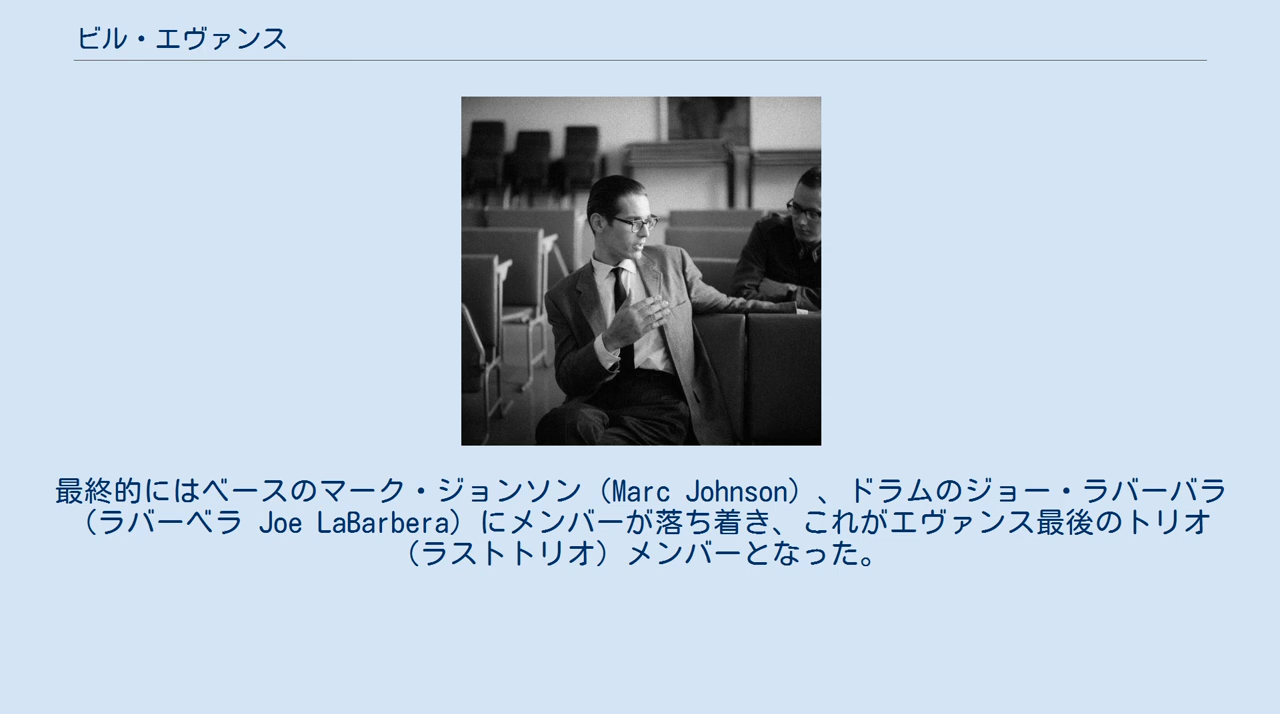 ビル・エヴァンス
最終的にはベースのマーク・ジョンソン（Marc Johnson）、ドラムのジョー・ラバーバラ
（ラバーベラ Joe LaBarbera）にメンバーが落ち着き、これがエヴァンス最後のトリオ
（ラストトリオ）メンバーとなった。